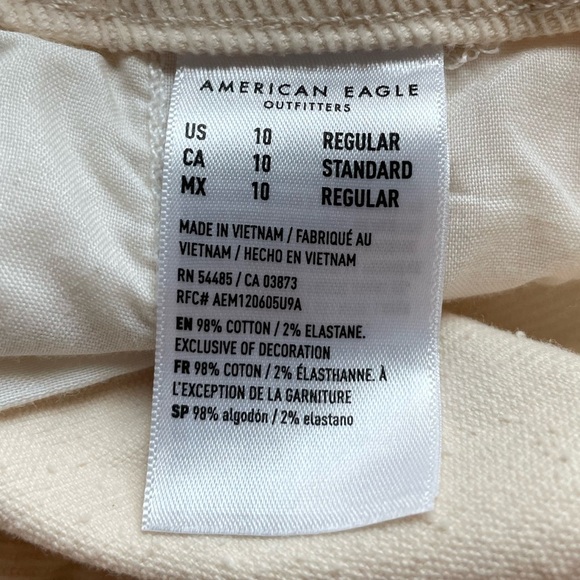 AMERICAN EAGLE
OUTFITTERS
US 10 REGULAR
CA 10 STANDARD
MX 10 REGULAR
MADE IN VIETNAM / FABRIQUÉ AU
VIETNAM / HECHO EN VIETNAM
RN 54485 / CA 03873
RFC# AEM120605U9A
EN 98% COTTON / 2% ELASTANE.
EXCLUSIVE OF DECORATION
FR 98% COTON / 2% ÉLASTHANNE. À
L'EXCEPTION DE LA GARNITURE
SP 98% algodón / 2% elastano